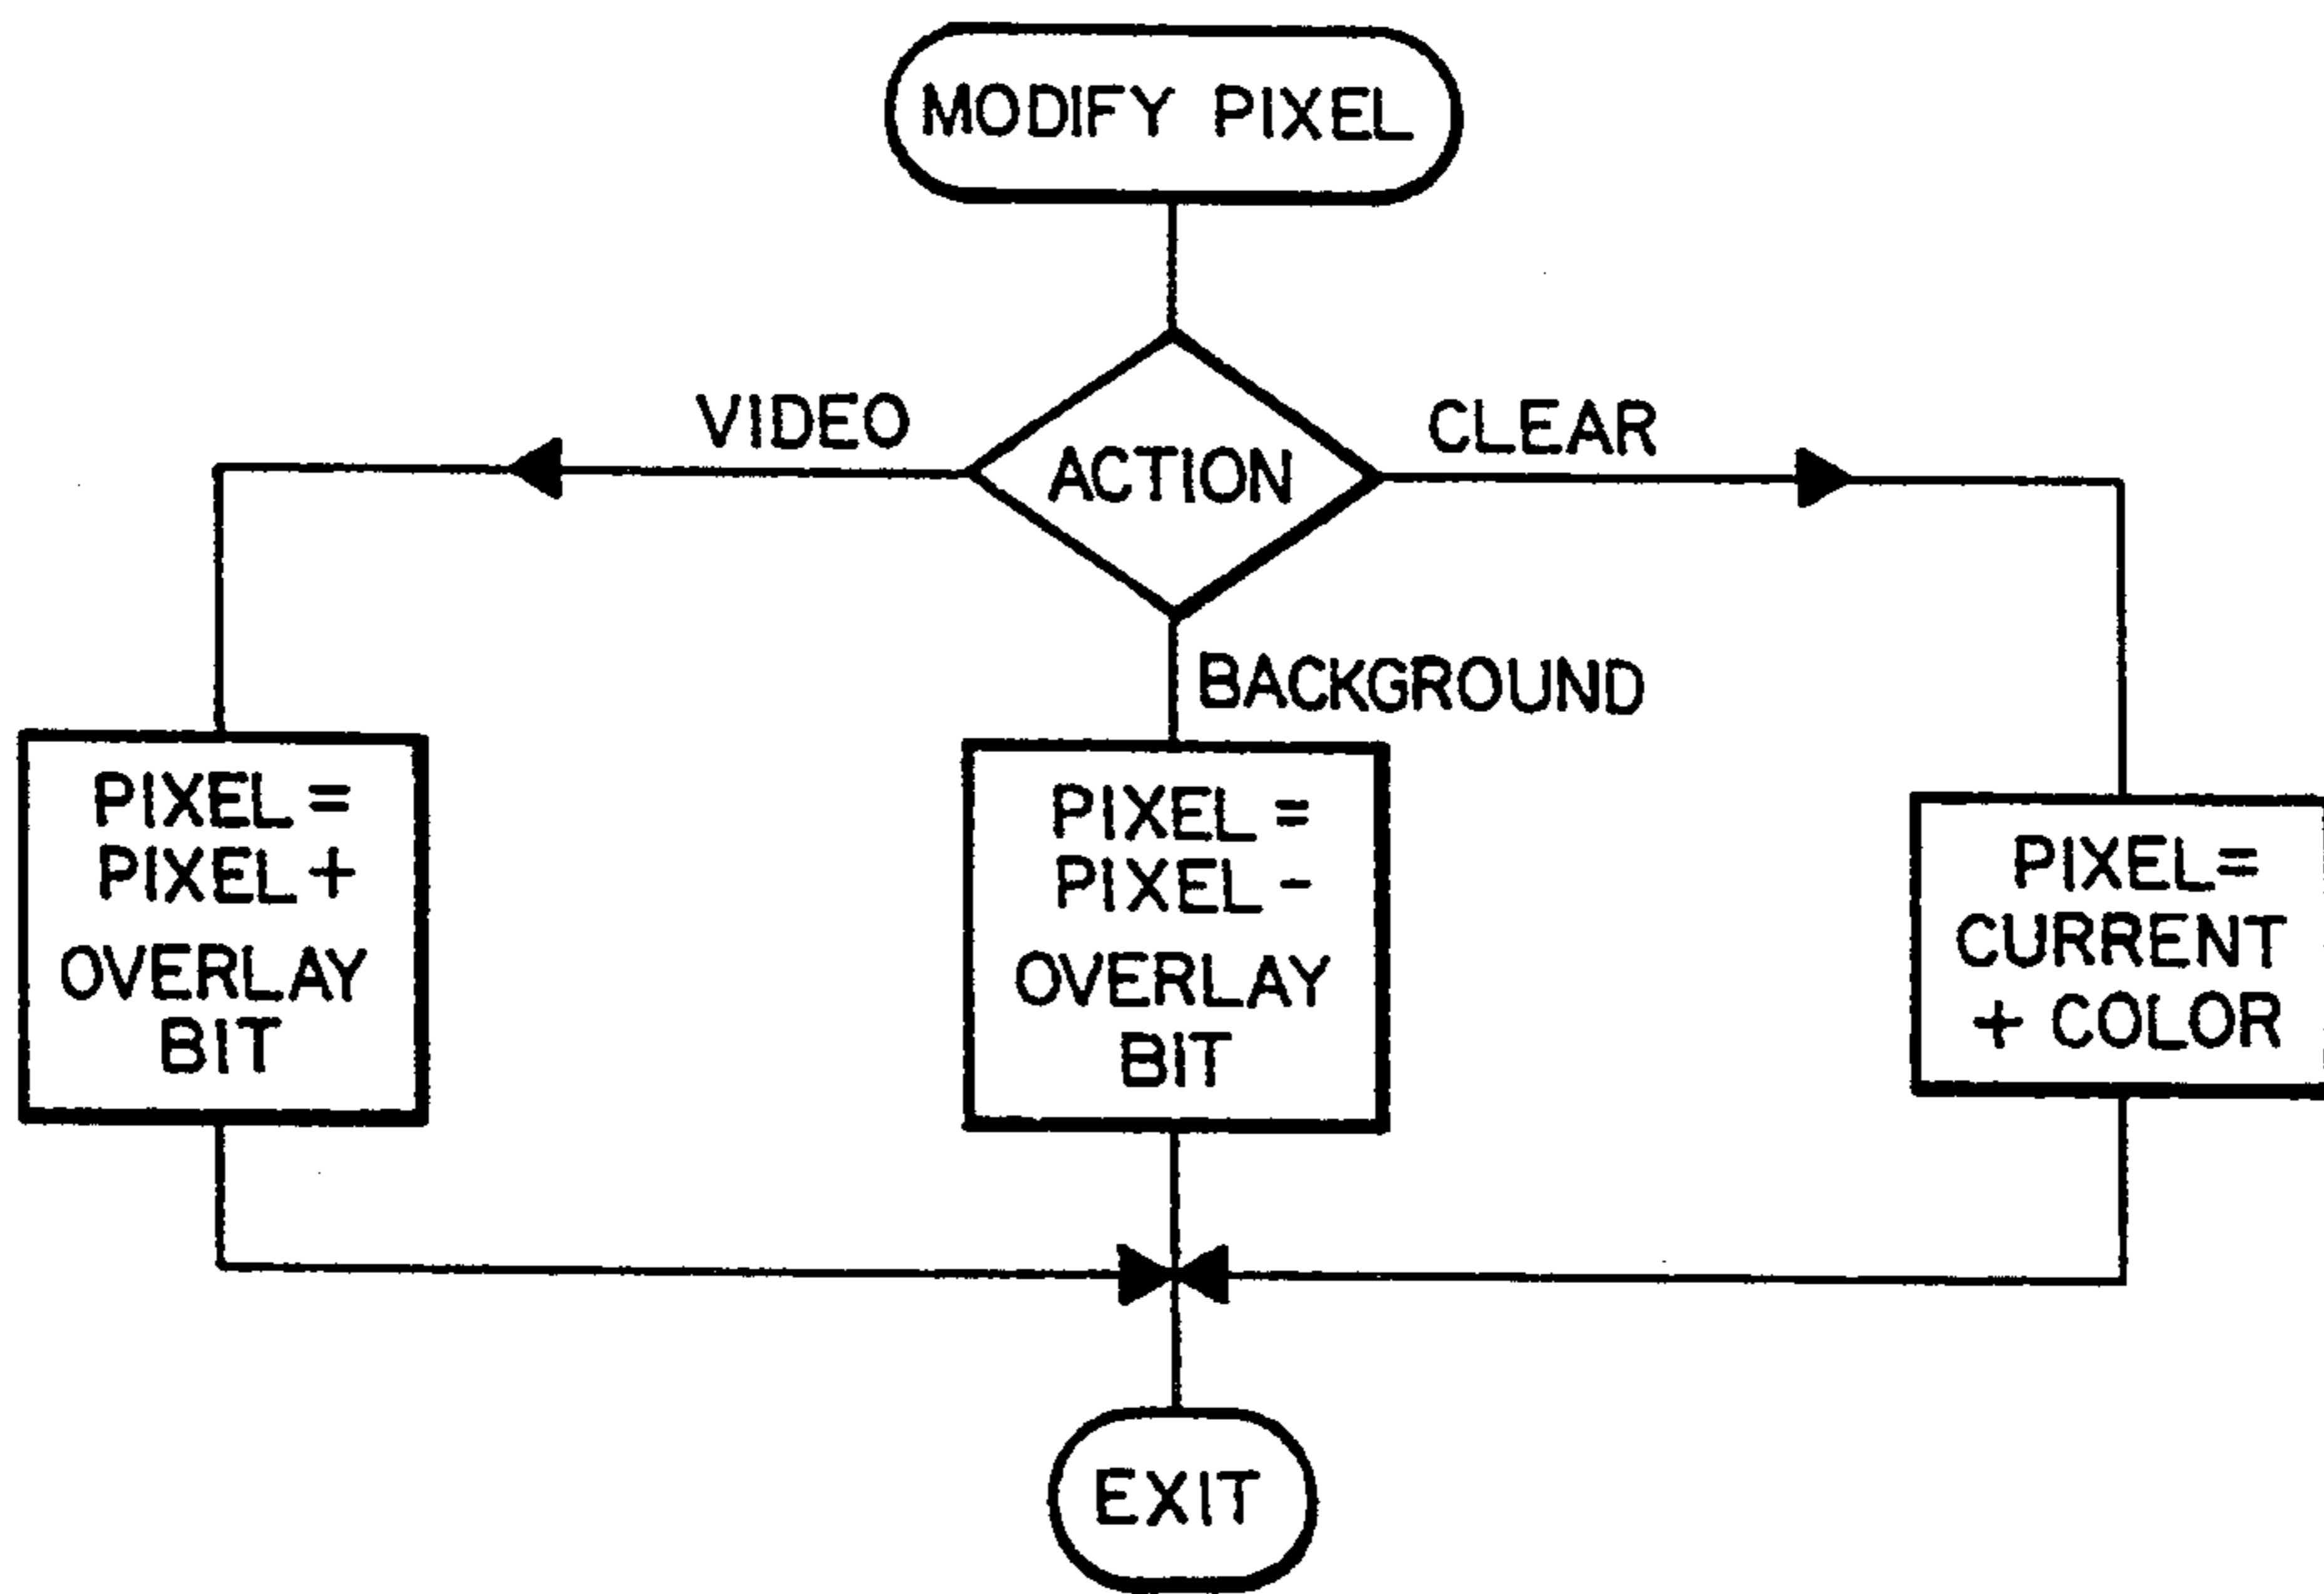 MODIFY PIXEL
VIDEO
ACTION
CLEAR
BACKGROUND
PIXEL =
PIXEL +
OVERLAY
BIT
PIXEL =
PIXEL -
OVERLAY
BIT
PIXEL=
CURRENT
+ COLOR
EXIT